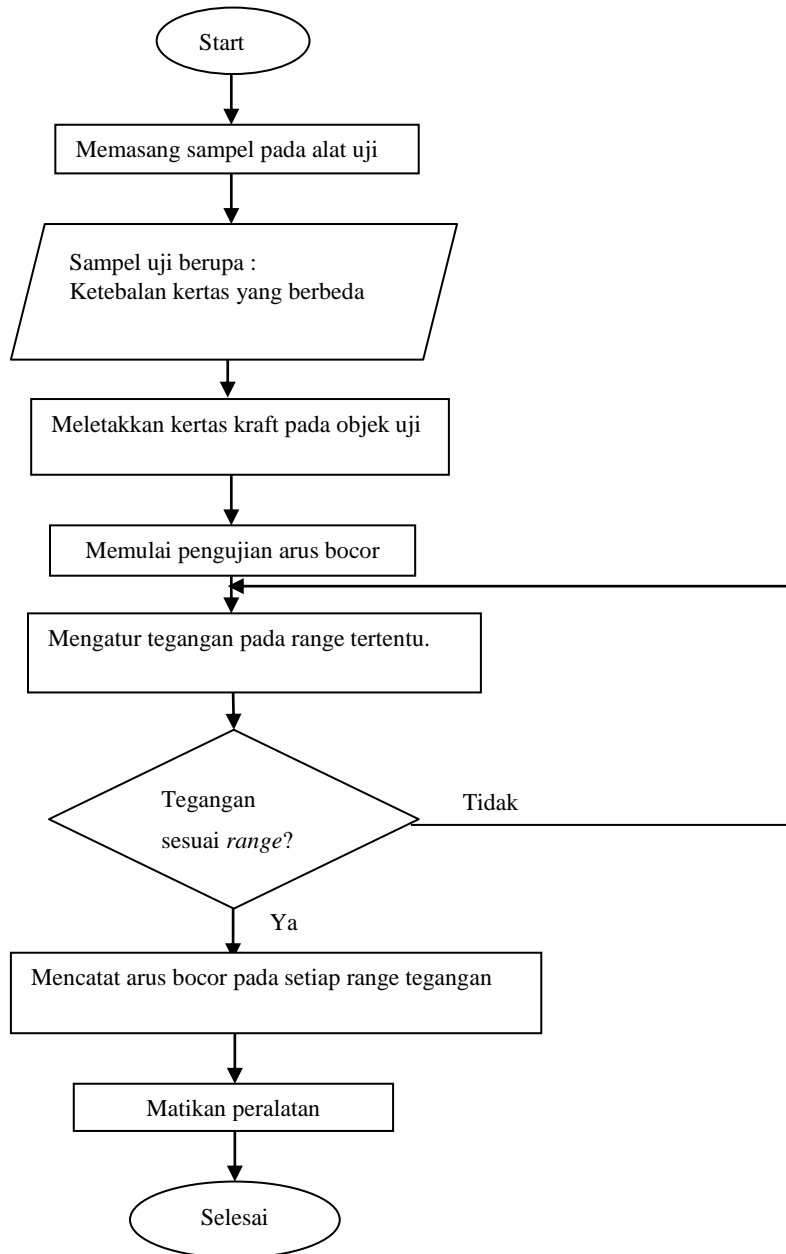 Start
Memasang sampel pada alat uji
Sampel uji berupa :
Ketebalan kertas yang berbeda
Meletakkan kertas kraft pada objek uji
Memulai pengujian arus bocor
Mengatur tegangan pada range tertentu.
Tegangan
sesuai range?
Tidak
Ya
Mencatat arus bocor pada setiap range tegangan
Matikan peralatan
Selesai